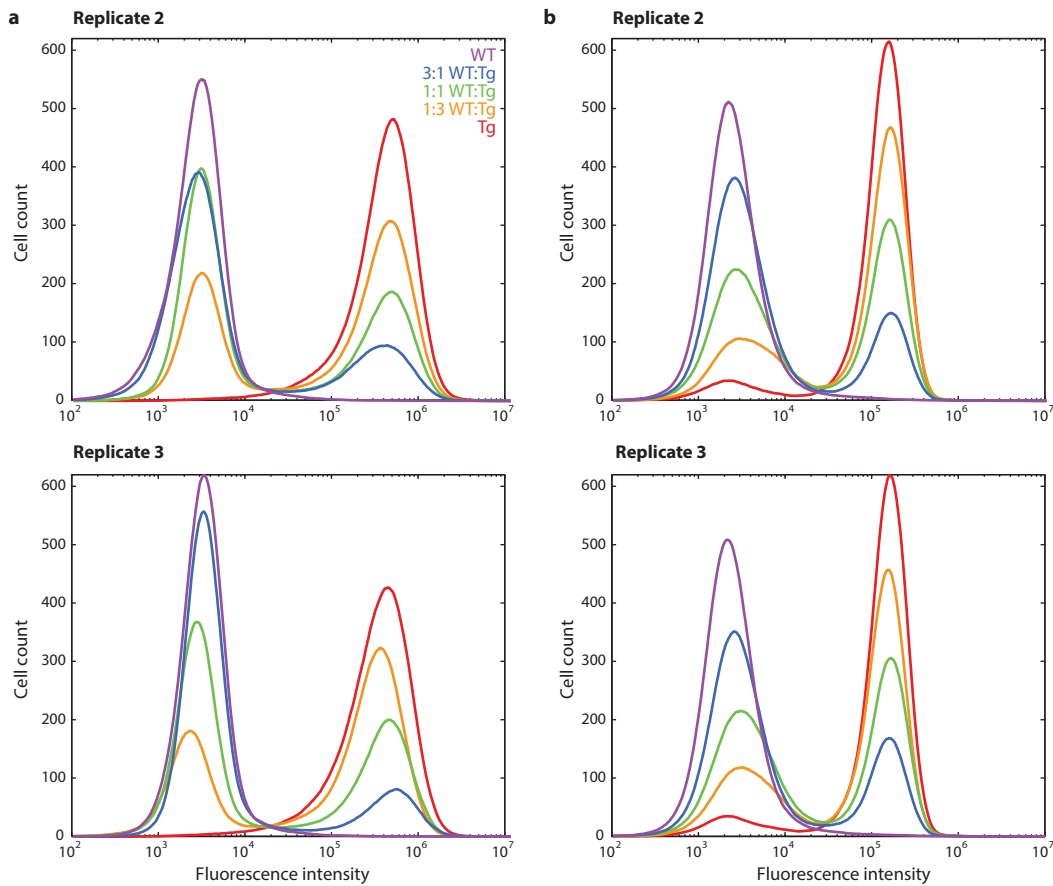 a
Replicate 2
600
500
400
300
200
100
0
Cell count
WT
3:1 WT:Tg
1:1 WT:Tg
1:3 WT:Tg
Tg
10² 10³ 10⁴ 10⁵ 10⁶ 10⁷
b
Replicate 2
600
500
400
300
200
100
0
Cell count
10² 10³ 10⁴ 10⁵ 10⁶ 10⁷
Replicate 3
600
500
400
300
200
100
0
Cell count
10² 10³ 10⁴ 10⁵ 10⁶ 10⁷
Fluorescence intensity
Replicate 3
600
500
400
300
200
100
0
Cell count
10² 10³ 10⁴ 10⁵ 10⁶ 10⁷
Fluorescence intensity